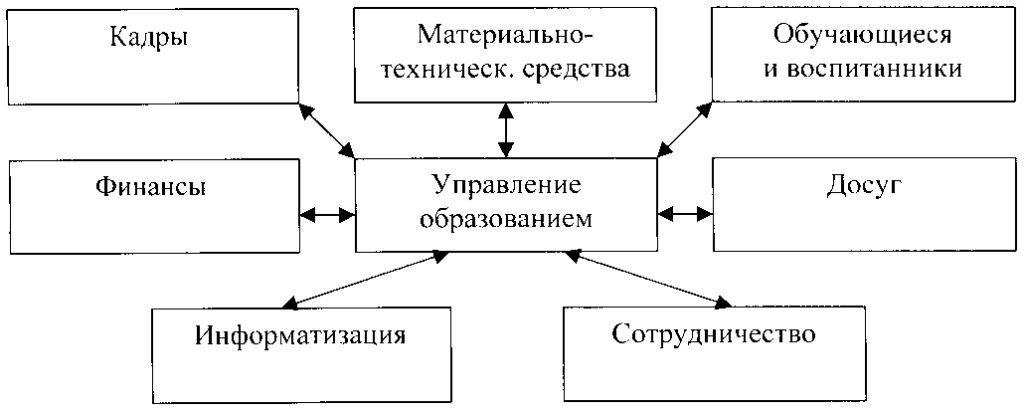 Кадры
Материально-
техническ. средства
Обучающиеся
и воспитанники
Финансы
Управление
образованием
Досуг
Информатизация
Сотрудничество